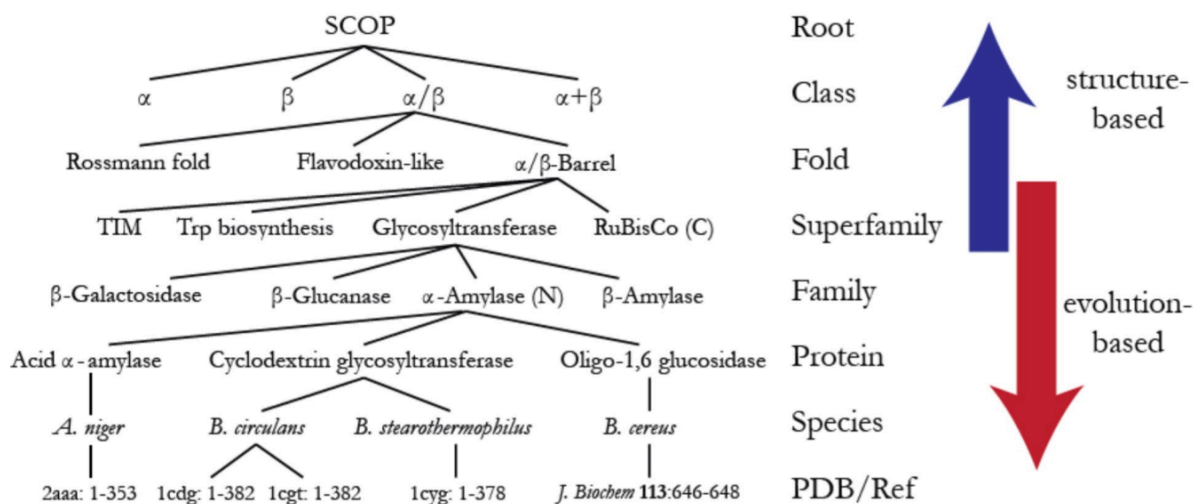 SCOP Root
α β α/β α+β Class
structure-
based
Rossmann fold Flavodoxin-like α/β-Barrel Fold
TIM Trp biosynthesis Glycosyltransferase RuBisCo (C) Superfamily
β-Galactosidase β-Glucanase α-Amylase (N) β-Amylase Family
evolution-
based
Acid α-amylase Cyclodextrin glycosyltransferase Oligo-1,6 glucosidase Protein
A. niger B. circulans B. stearothermophilus B. cereus Species
2aaa: 1-353 1cdg: 1-382 1cgt: 1-382 1cyg: 1-378 J. Biochem 113:646-648 PDB/Ref